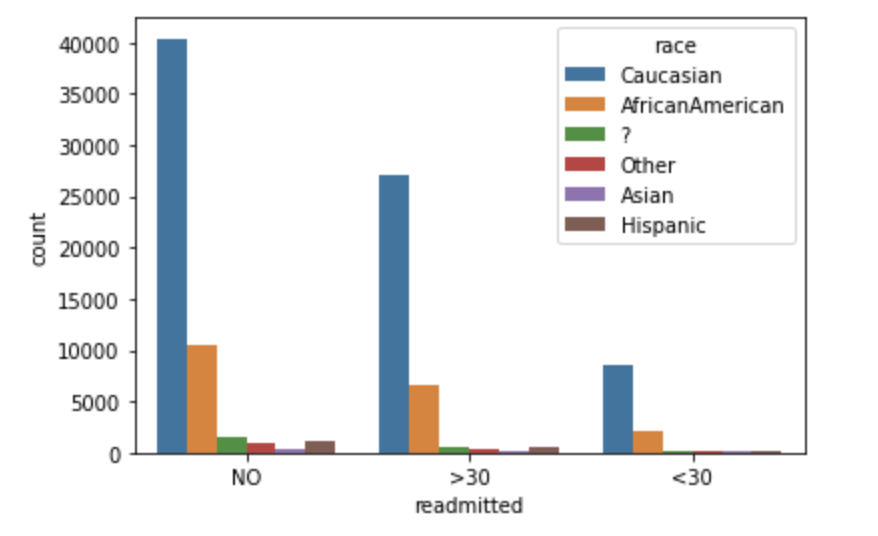 40000
35000
30000
25000
20000
15000
10000
5000
0
count
race
Caucasian
AfricanAmerican
?
Other
Asian
Hispanic
NO >30 <30
readmitted